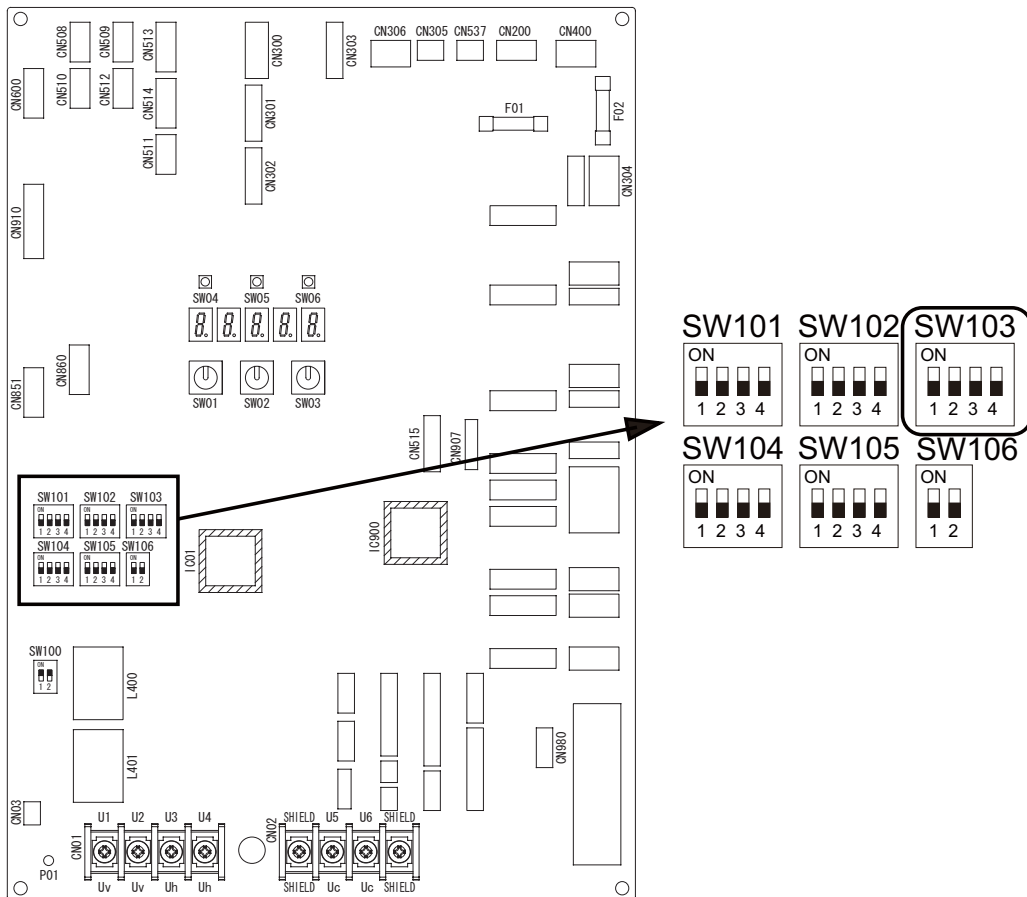 CN508
CN509
CN513
CN300
CN303
CN306
CN305
CN537
CN200
CN400
CN600
CN510
CN512
CN514
CN301
F01
F02
CN511
CN302
CN304
CN910
SW04 SW05 SW06
8. 8. 8. 8. 8.
CN860
CN851
SW01 SW02 SW03
CN515
CN907
SW101 SW102 SW103
ON ON ON
1 2 3 4 1 2 3 4 1 2 3 4
SW104 SW105 SW106
ON ON ON
1 2 3 4 1 2 3 4 1 2
IC01
IC900
SW100
ON
1 2
L400
L401
CN980
CN03
CN01
U1 U2 U3 U4
Uv Uv Uh Uh
CN02
SHIELD U5 U6 SHIELD
SHIELD Uc Uc SHIELD
P01
SW101 SW102 SW103
ON ON ON
1 2 3 4 1 2 3 4 1 2 3 4
SW104 SW105 SW106
ON ON ON
1 2 3 4 1 2 3 4 1 2